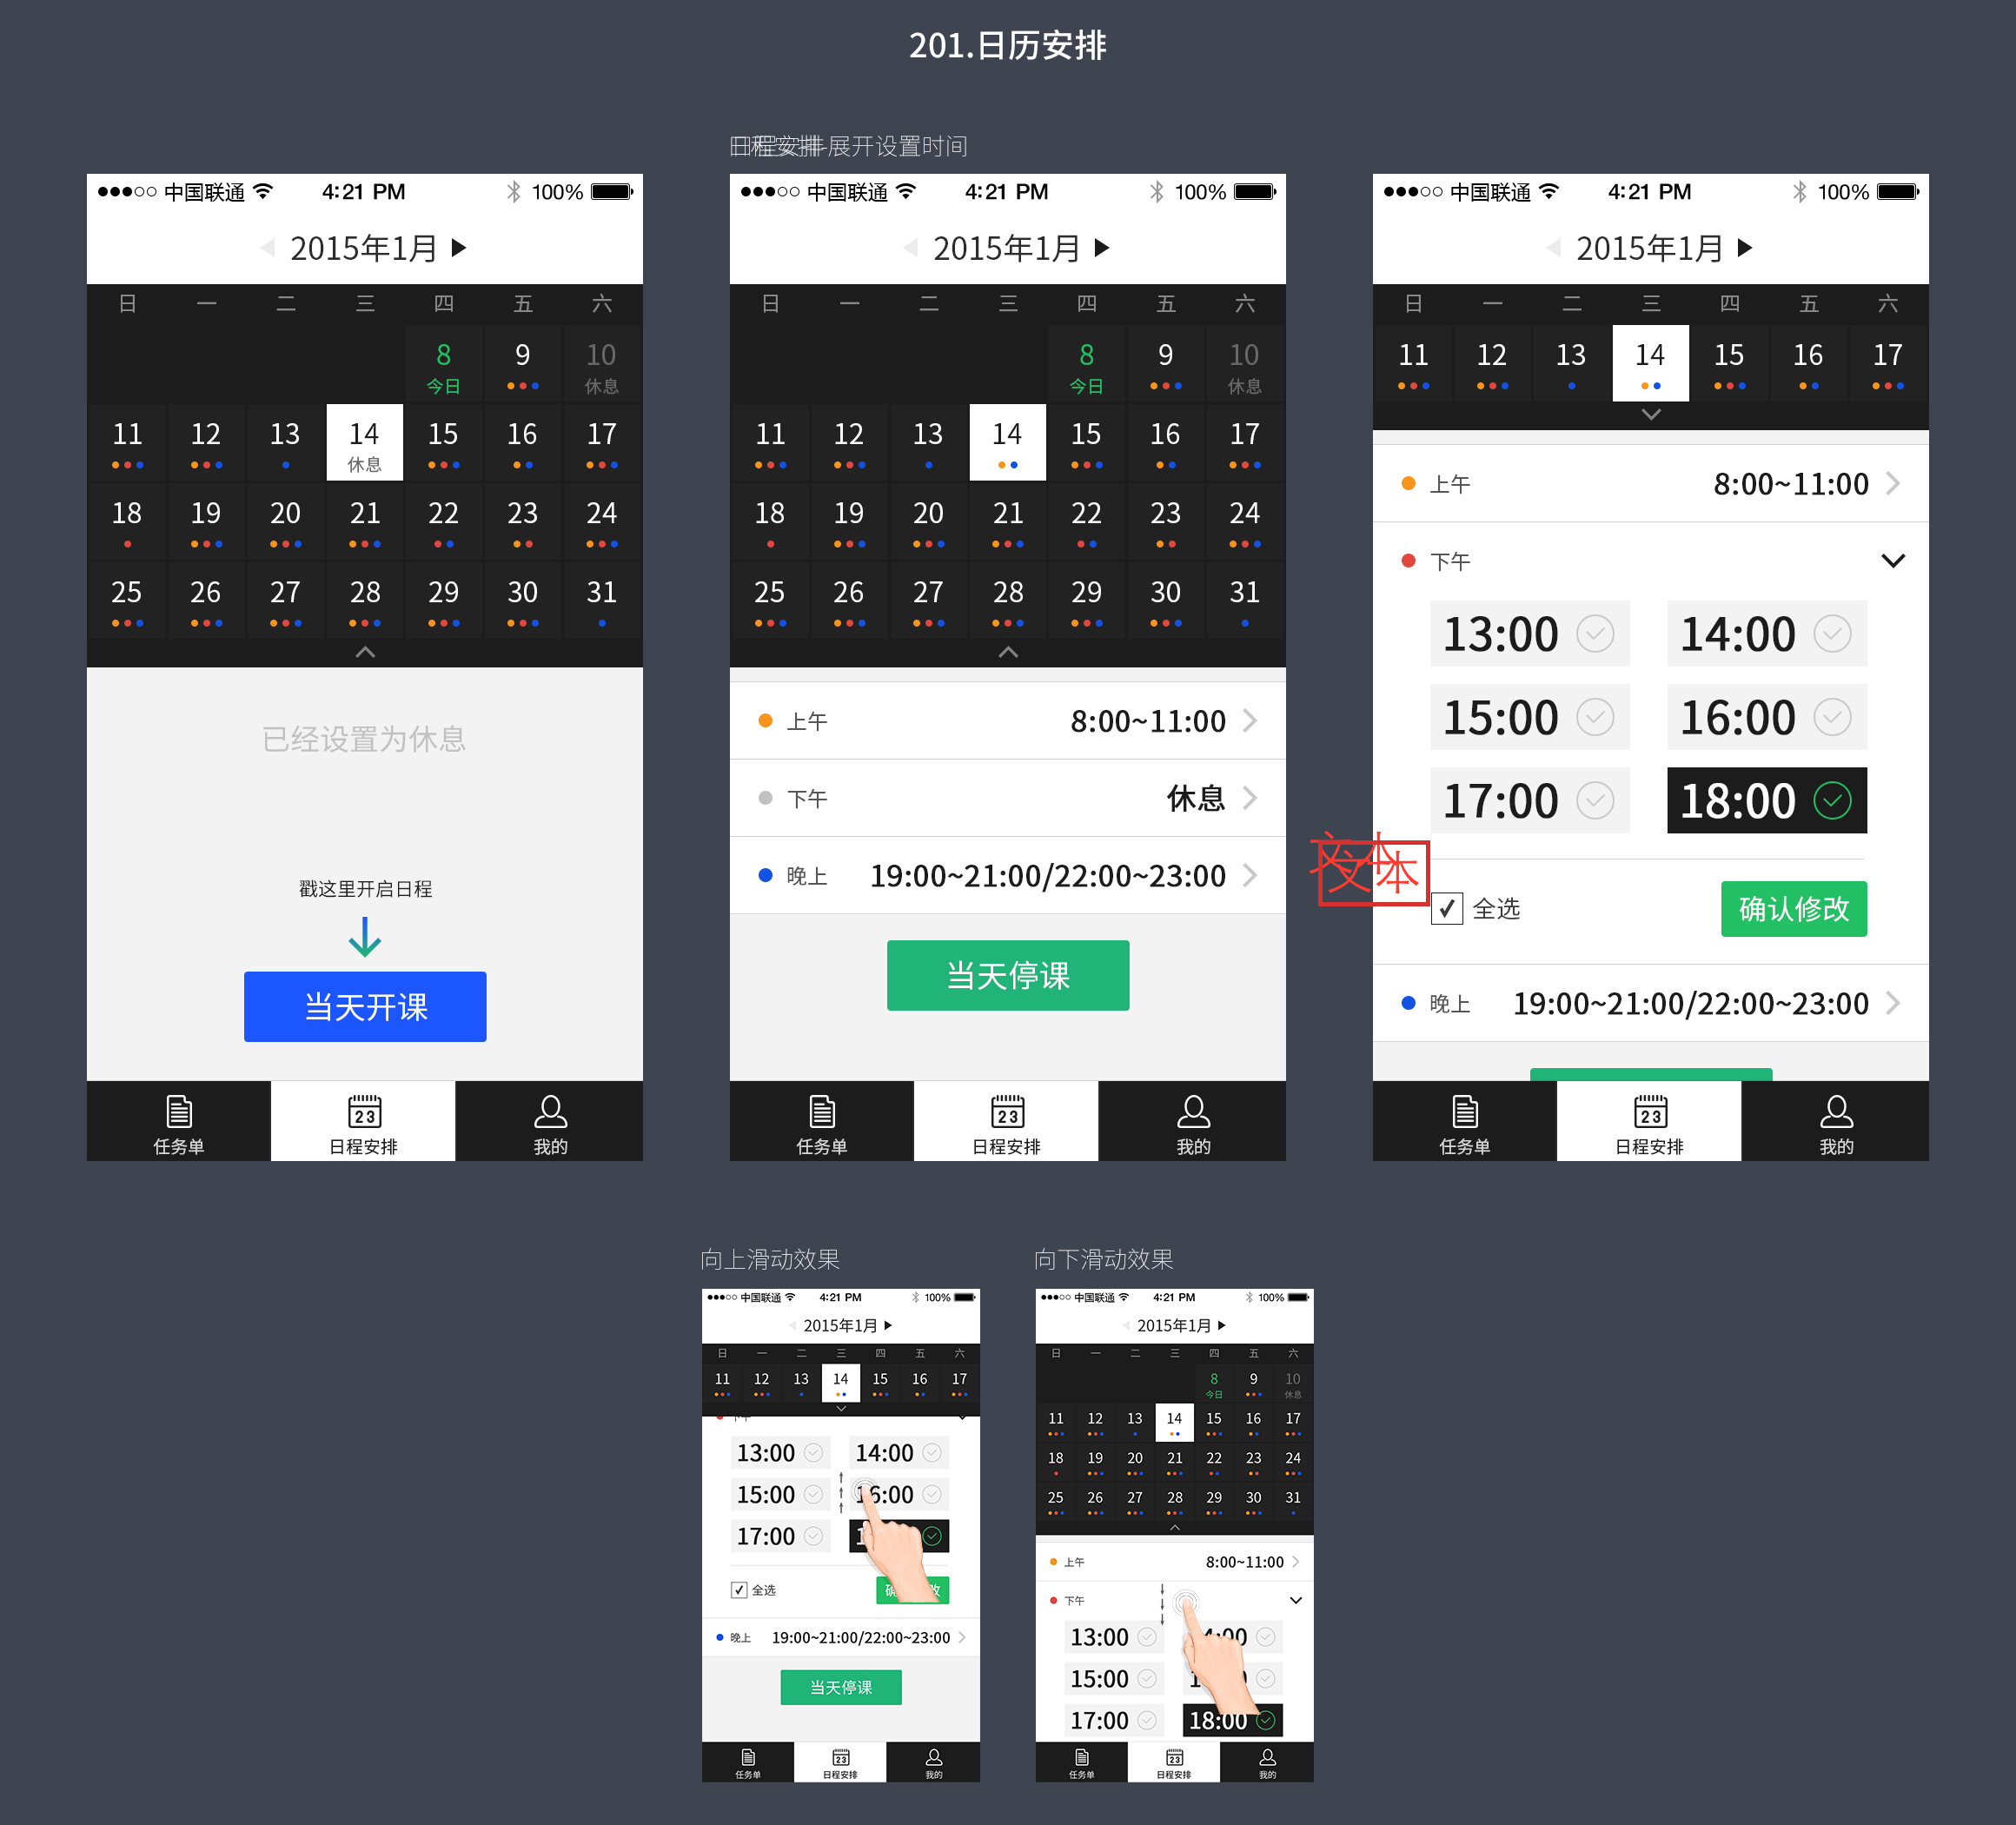 201.日历安排
日程安排-展开设置时间
中国联通 4:21 PM 100%
2015年1月
日 一 二 三 四 五 六
8 9 10
今日 休息
11 12 13 14 15 16 17
休息
18 19 20 21 22 23 24
25 26 27 28 29 30 31
已经设置为休息
戳这里开启日程
当天开课
任务单 23 日程安排 我的
中国联通 4:21 PM 100%
2015年1月
日 一 二 三 四 五 六
8 9 10
今日 休息
11 12 13 14 15 16 17
18 19 20 21 22 23 24
25 26 27 28 29 30 31
上午 8:00~11:00
下午 休息
晚上 19:00~21:00/22:00~23:00
当天停课
任务单 23 日程安排 我的
中国联通 4:21 PM 100%
2015年1月
日 一 二 三 四 五 六
11 12 13 14 15 16 17
上午 8:00~11:00
下午
13:00 14:00
15:00 16:00
17:00 18:00
文本
文本
全选 确认修改
晚上 19:00~21:00/22:00~23:00
任务单 23 日程安排 我的
向上滑动效果
中国联通 4:21 PM 100%
2015年1月
日 一 二 三 四 五 六
11 12 13 14 15 16 17
下午
13:00 14:00
15:00 16:00
17:00 1
全选 确 改
晚上 19:00~21:00/22:00~23:00
当天停课
任务单 23 日程安排 我的
向下滑动效果
中国联通 4:21 PM 100%
2015年1月
日 一 二 三 四 五 六
8 9 10
今日 休息
11 12 13 14 15 16 17
18 19 20 21 22 23 24
25 26 27 28 29 30 31
上午 8:00~11:00
下午
13:00 14:00
15:00 1
17:00 18:00
任务单 23 日程安排 我的